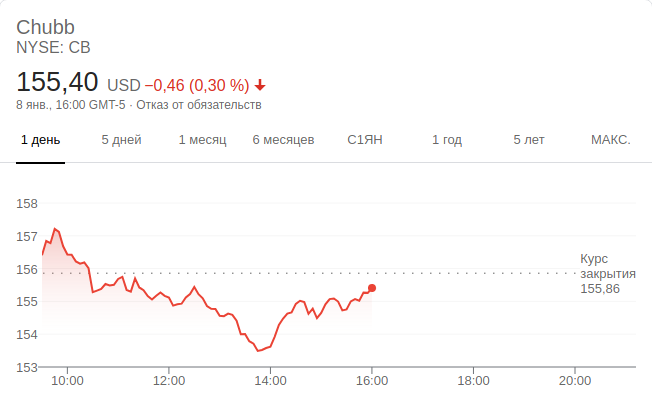 Chubb
NYSE: CB
155,40 USD −0,46 (0,30 %)
8 янв., 16:00 GMT-5 · Отказ от обязательств
1 день 5 дней 1 месяц 6 месяцев С1ЯН 1 год 5 лет МАКС.
158
157
156
155
154
153
Курс
закрытия
155,86
10:00 12:00 14:00 16:00 18:00 20:00